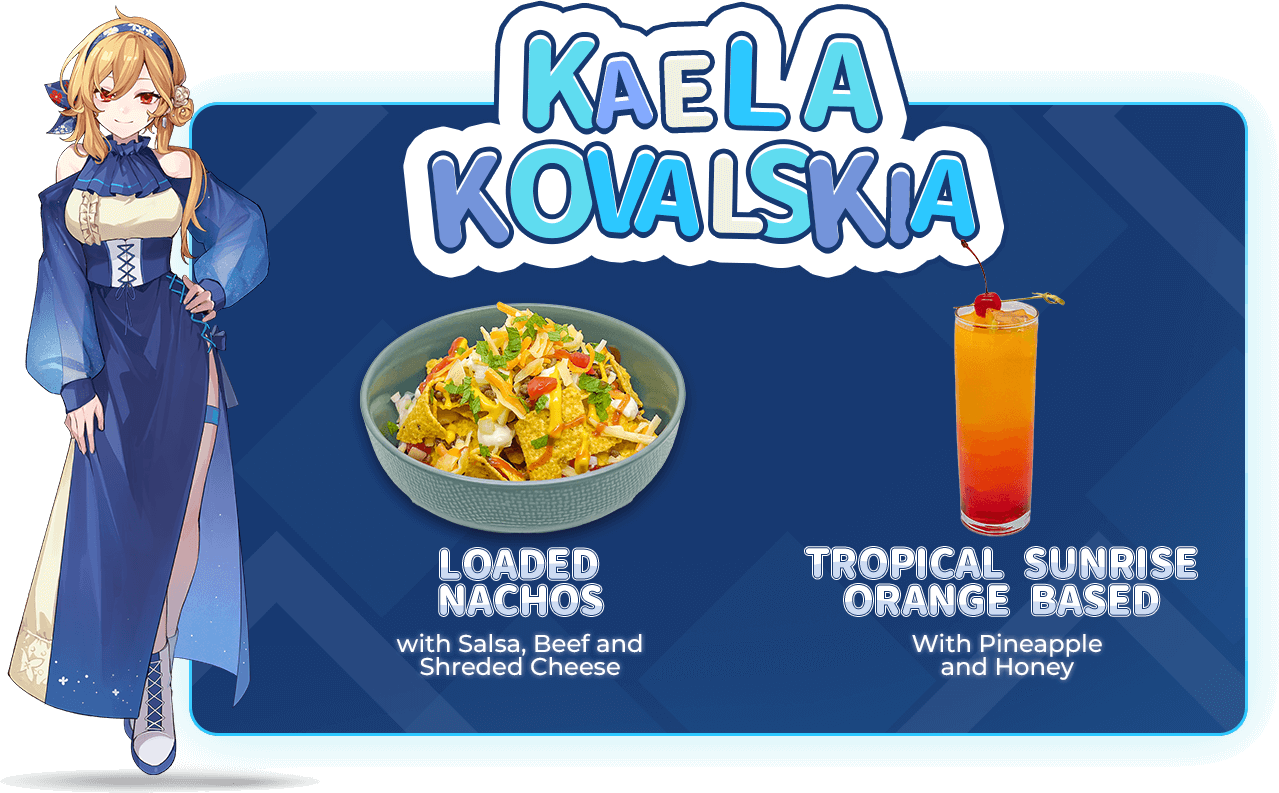 KAELA
KOVALSKIA
LOADED
NACHOS
with Salsa, Beef and
Shreded Cheese
TROPICAL SUNRISE
ORANGE BASED
With Pineapple
and Honey